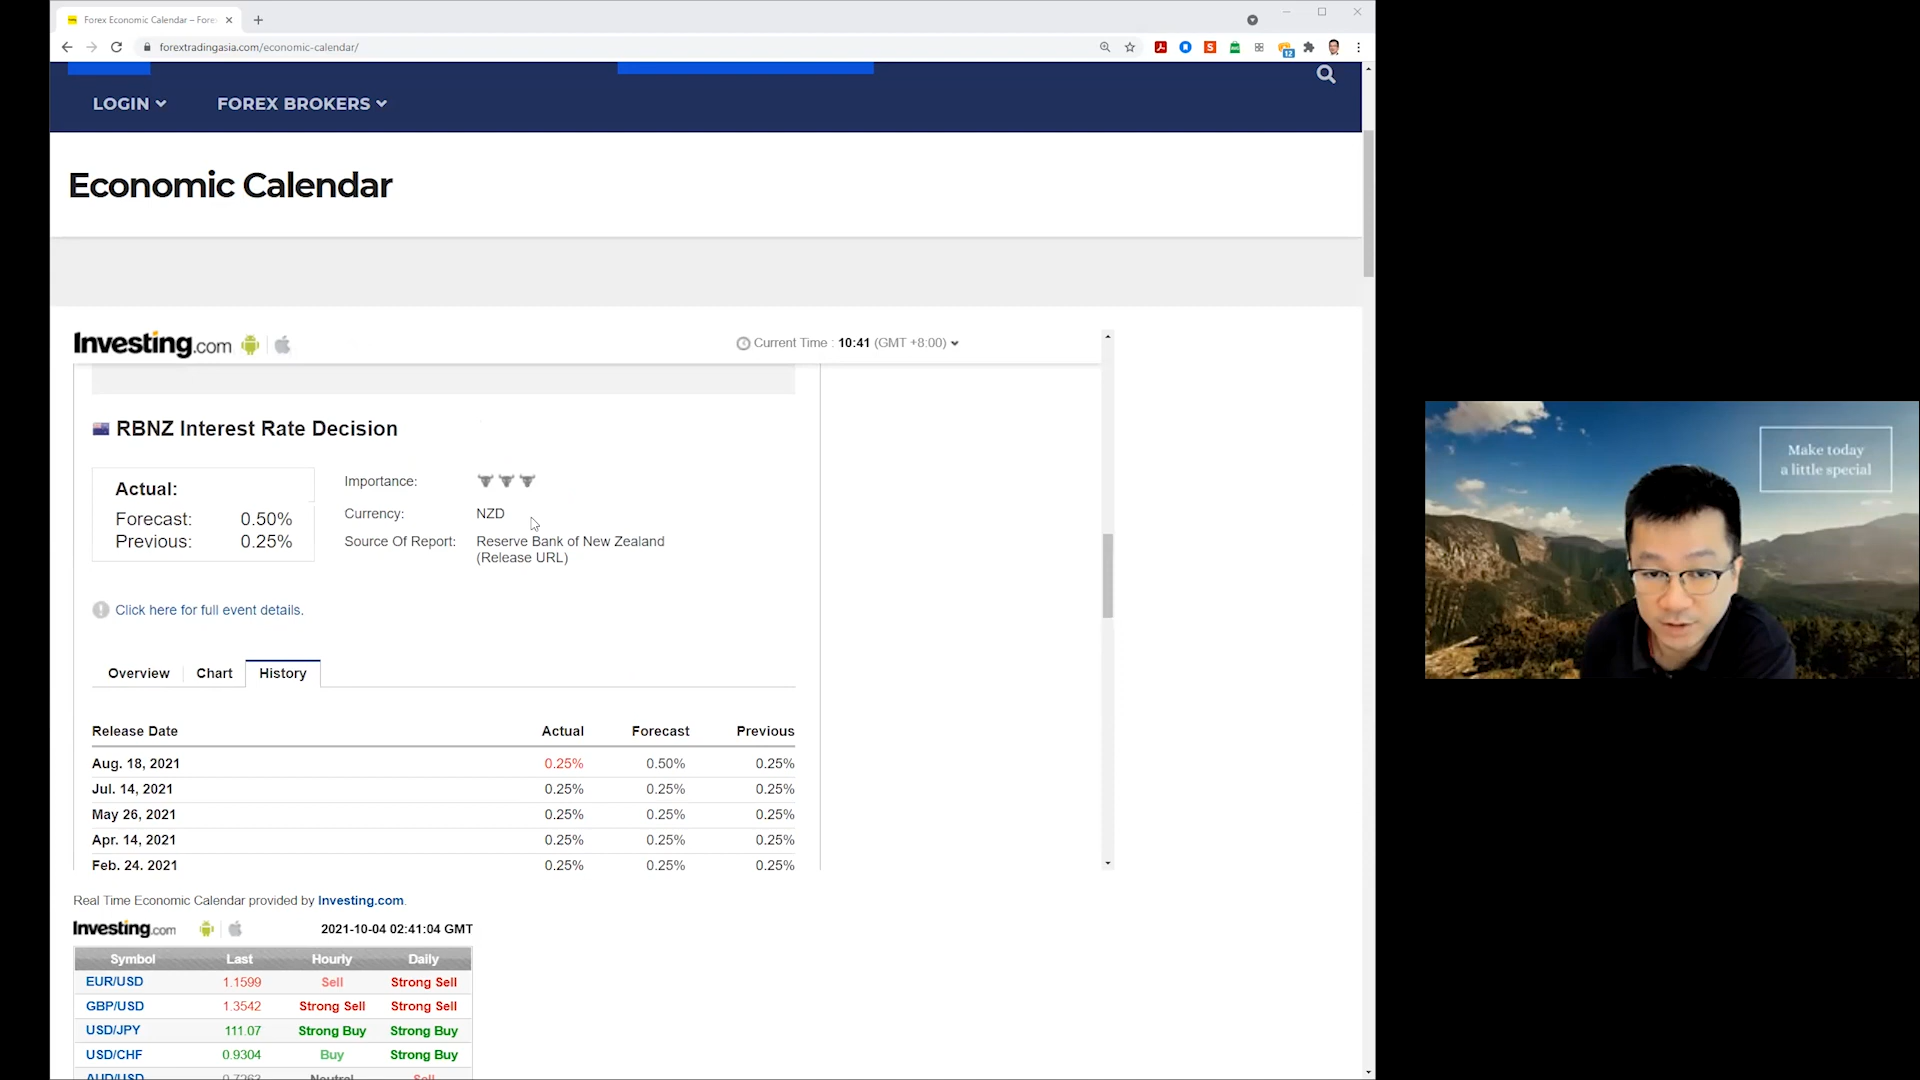 Forex Economic Calendar – Fore
forextradingasia.com/economic-calendar/
12
LOGIN
FOREX BROKERS
Economic Calendar
Investing.com
Current Time : 10:41 (GMT +8:00)
RBNZ Interest Rate Decision
Actual:
Forecast: 0.50%
Previous: 0.25%
Importance:
Currency: NZD
Source Of Report: Reserve Bank of New Zealand
(Release URL)
Click here for full event details.
Overview Chart History
Release Date Actual Forecast Previous
Aug. 18, 2021 0.25% 0.50% 0.25%
Jul. 14, 2021 0.25% 0.25% 0.25%
May 26, 2021 0.25% 0.25% 0.25%
Apr. 14, 2021 0.25% 0.25% 0.25%
Feb. 24, 2021 0.25% 0.25% 0.25%
Real Time Economic Calendar provided by Investing.com.
Investing.com 2021-10-04 02:41:04 GMT
Symbol Last Hourly Daily
EUR/USD 1.1599 Sell Strong Sell
GBP/USD 1.3542 Strong Sell Strong Sell
USD/JPY 111.07 Strong Buy Strong Buy
USD/CHF 0.9304 Buy Strong Buy
AUD/USD 0.7263 Neutral Sell
Make today
a little special